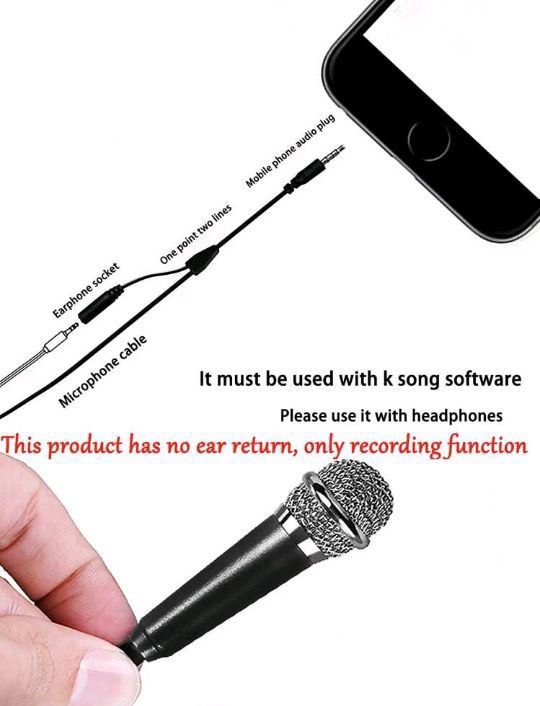 Mobile phone audio plug
One point two lines
Earphone socket
Microphone cable
It must be used with k song software
Please use it with headphones
This product has no ear return, only recording function